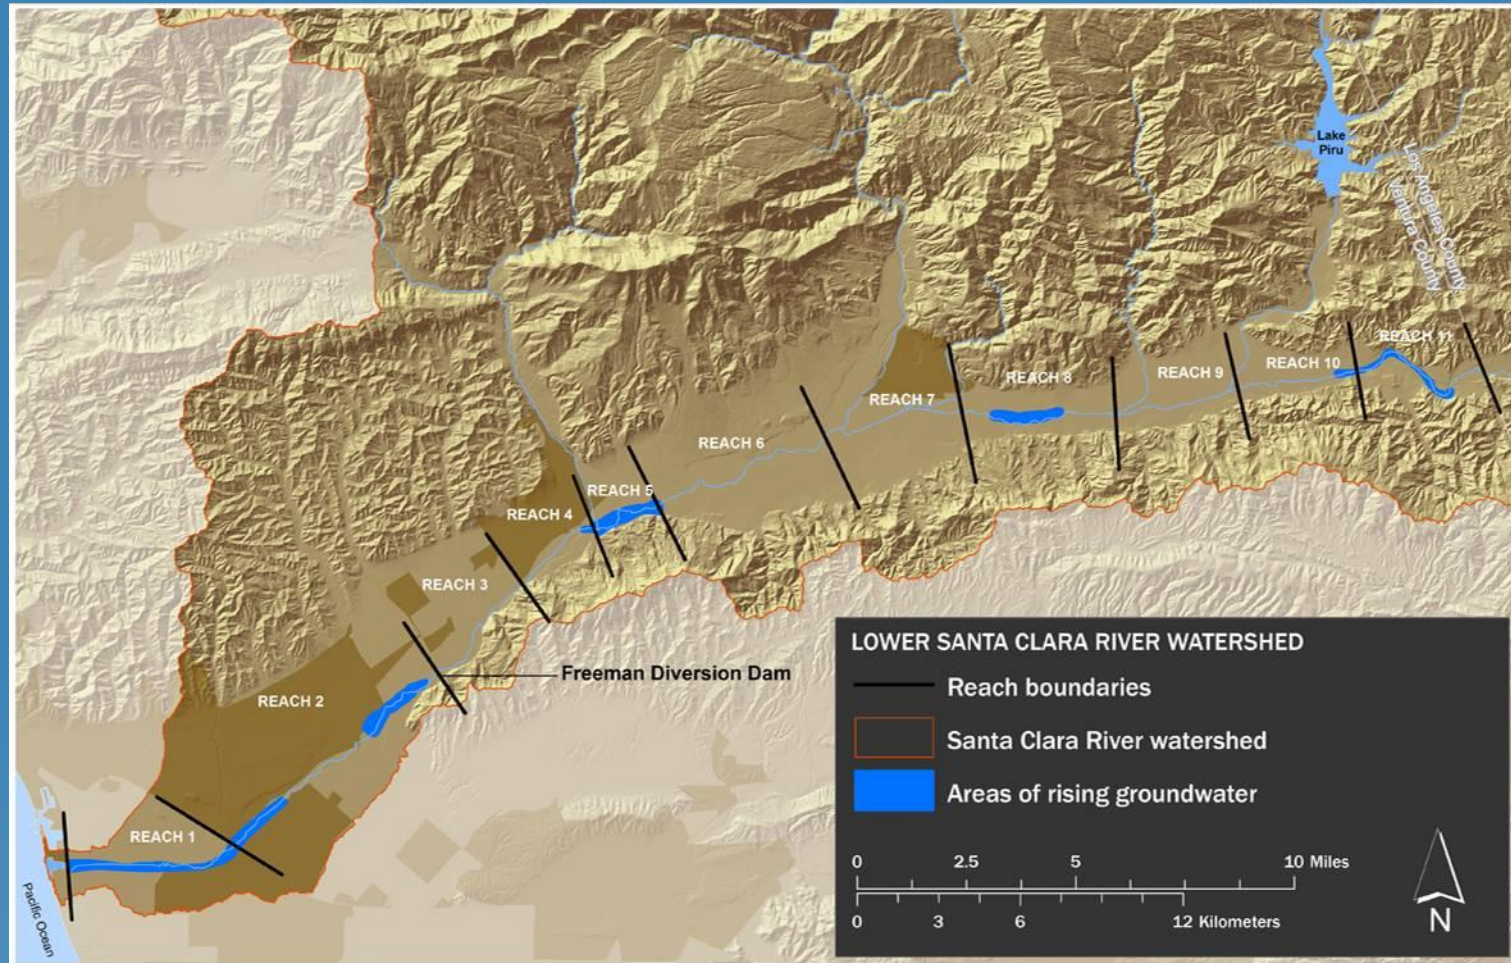 Lake
Piru
Los Angeles County
Ventura County
REACH 11
REACH 10
REACH 9
REACH 8
REACH 7
REACH 6
REACH 5
REACH 4
REACH 3
Freeman Diversion Dam
REACH 2
REACH 1
Pacific Ocean
LOWER SANTA CLARA RIVER WATERSHED
Reach boundaries
Santa Clara River watershed
Areas of rising groundwater
0 2.5 5 10 Miles
0 3 6 12 Kilometers
N